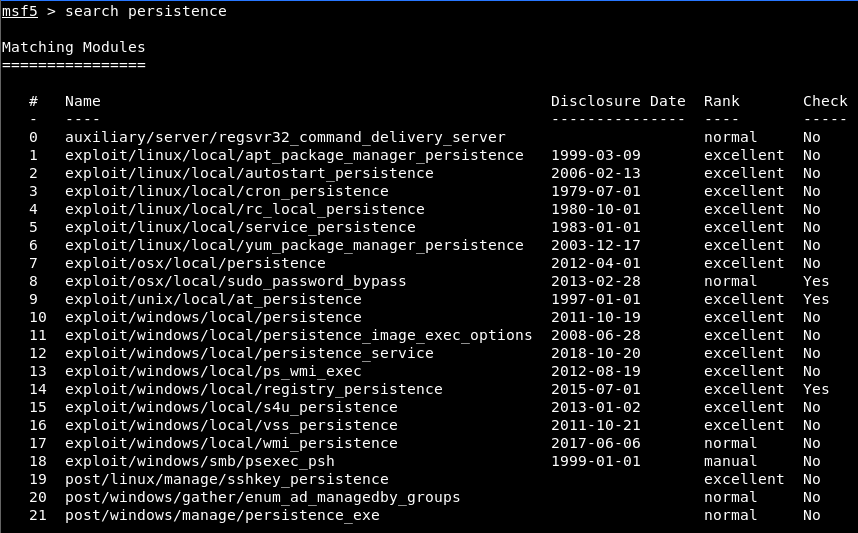 msf5 > search persistence
Matching Modules
================
#   Name   Disclosure Date   Rank   Check
-   ----   ---------------   ----   -----
0   auxiliary/server/regsvr32_command_delivery_server   normal   No
1   exploit/linux/local/apt_package_manager_persistence   1999-03-09   excellent   No
2   exploit/linux/local/autostart_persistence   2006-02-13   excellent   No
3   exploit/linux/local/cron_persistence   1979-07-01   excellent   No
4   exploit/linux/local/rc_local_persistence   1980-10-01   excellent   No
5   exploit/linux/local/service_persistence   1983-01-01   excellent   No
6   exploit/linux/local/yum_package_manager_persistence   2003-12-17   excellent   No
7   exploit/osx/local/persistence   2012-04-01   excellent   No
8   exploit/osx/local/sudo_password_bypass   2013-02-28   normal   Yes
9   exploit/unix/local/at_persistence   1997-01-01   excellent   Yes
10   exploit/windows/local/persistence   2011-10-19   excellent   No
11   exploit/windows/local/persistence_image_exec_options   2008-06-28   excellent   No
12   exploit/windows/local/persistence_service   2018-10-20   excellent   No
13   exploit/windows/local/ps_wmi_exec   2012-08-19   excellent   No
14   exploit/windows/local/registry_persistence   2015-07-01   excellent   Yes
15   exploit/windows/local/s4u_persistence   2013-01-02   excellent   No
16   exploit/windows/local/vss_persistence   2011-10-21   excellent   No
17   exploit/windows/local/wmi_persistence   2017-06-06   normal   No
18   exploit/windows/smb/psexec_psh   1999-01-01   manual   No
19   post/linux/manage/sshkey_persistence   excellent   No
20   post/windows/gather/enum_ad_managedby_groups   normal   No
21   post/windows/manage/persistence_exe   normal   No